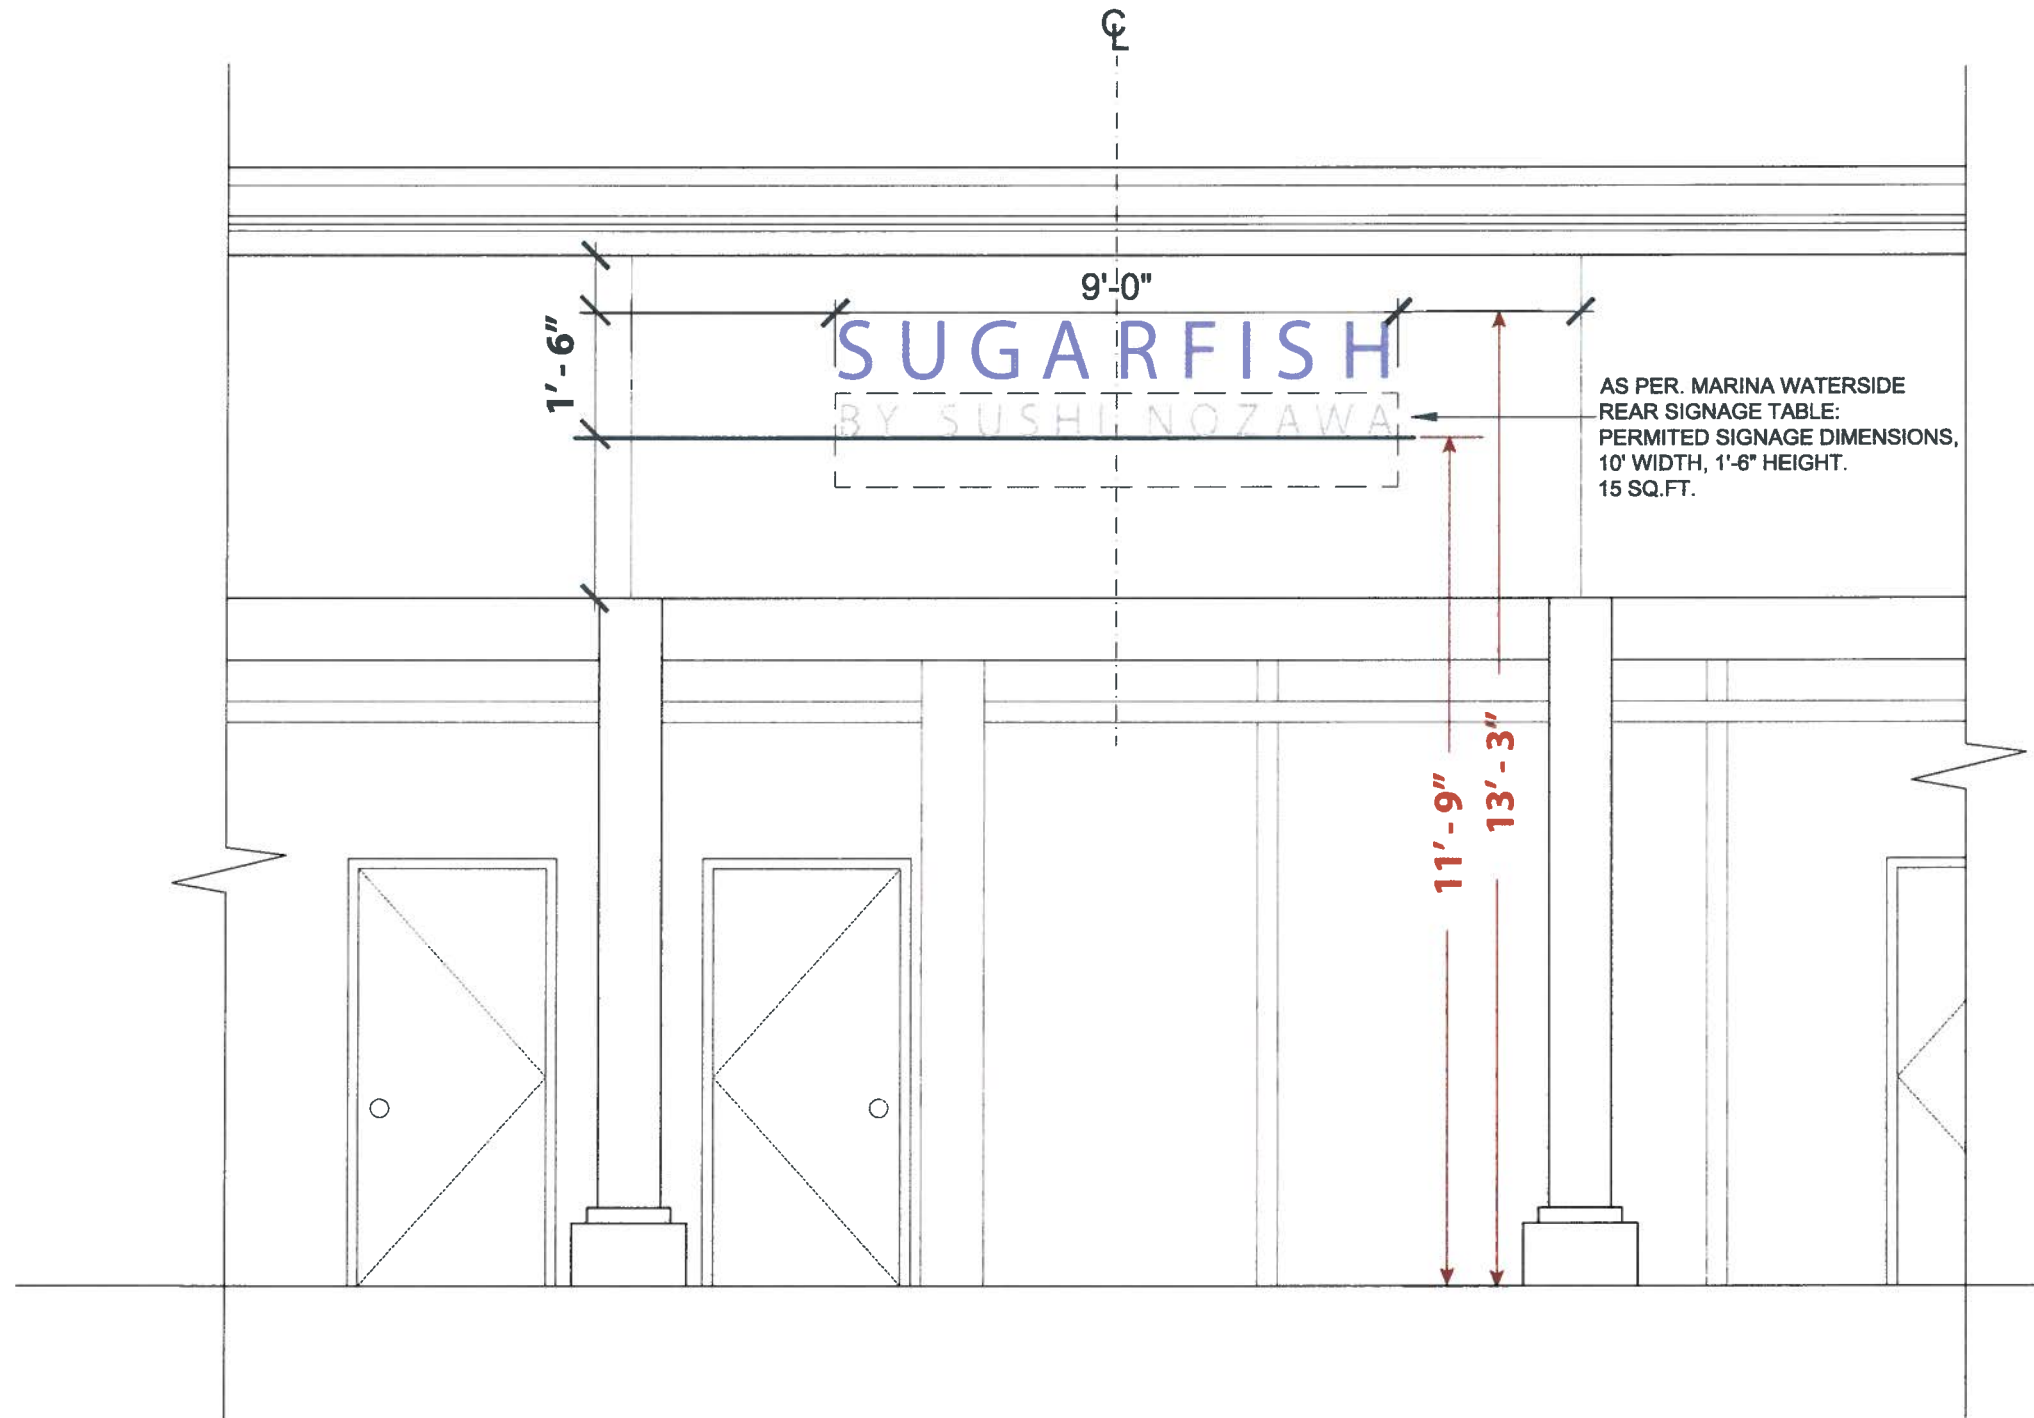 ℄
9'-0"
1'-6"
SUGARFISH
BY SUSHI NOZAWA
AS PER. MARINA WATERSIDE
REAR SIGNAGE TABLE:
PERMITED SIGNAGE DIMENSIONS,
10' WIDTH, 1'-6" HEIGHT.
15 SQ.FT.
11'-9"
13'-3"